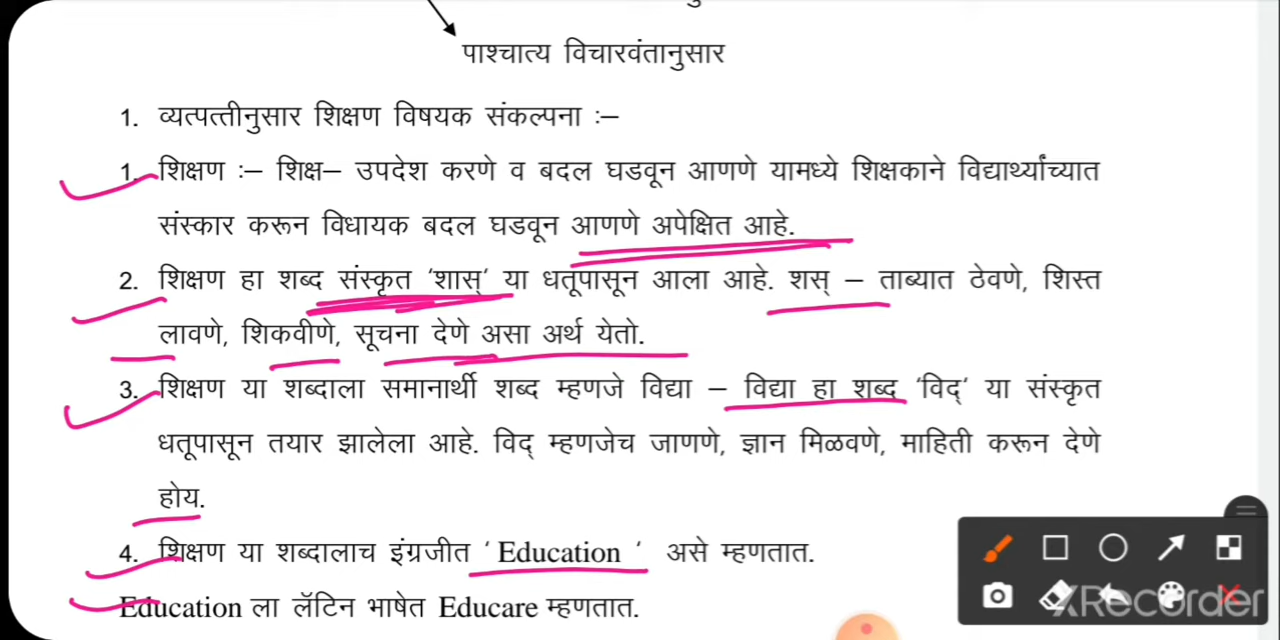 पाश्चात्य विचारवंतानुसार
1. व्यत्पत्तीनुसार शिक्षण विषयक संकल्पना :–
1. शिक्षण :– शिक्ष– उपदेश करणे व बदल घडवून आणणे यामध्ये शिक्षकाने विद्यार्थ्यांच्यात
संस्कार करून विधायक बदल घडवून आणणे अपेक्षित आहे.
2. शिक्षण हा शब्द संस्कृत 'शास्' या धतूपासून आला आहे. शस् – ताब्यात ठेवणे, शिस्त
लावणे, शिकवीणे, सूचना देणे असा अर्थ येतो.
3. शिक्षण या शब्दाला समानार्थी शब्द म्हणजे विद्या – विद्या हा शब्द 'विद्' या संस्कृत
धतूपासून तयार झालेला आहे. विद् म्हणजेच जाणणे, ज्ञान मिळवणे, माहिती करून देणे
होय.
4. शिक्षण या शब्दालाच इंग्रजीत ' Education ' असे म्हणतात.
Education ला लॅटिन भाषेत Educare म्हणतात.
XRecorder